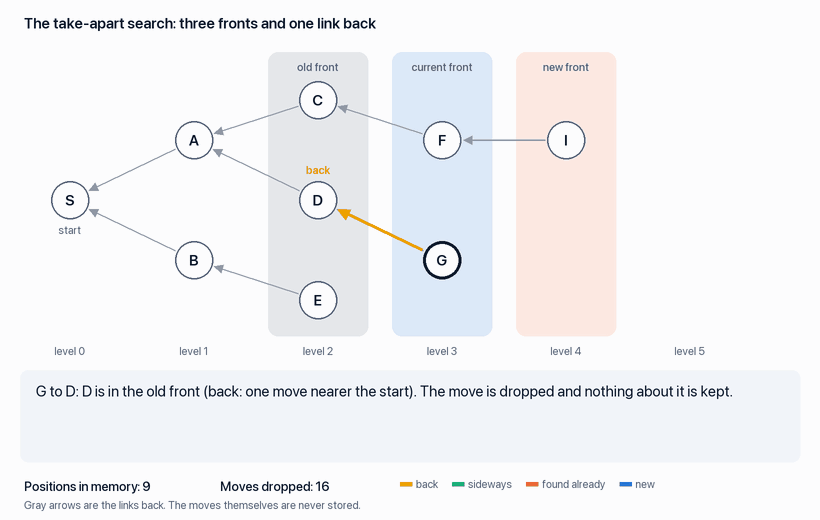 The take-apart search: three fronts and one link back
old front
current front
new front
C
A
F
I
back
S
D
start
B
G
E
level 0
level 1
level 2
level 3
level 4
level 5
G to D: D is in the old front (back: one move nearer the start). The move is dropped and nothing about it is kept.
Positions in memory: 9
Moves dropped: 16
back
sideways
found already
new
Gray arrows are the links back. The moves themselves are never stored.